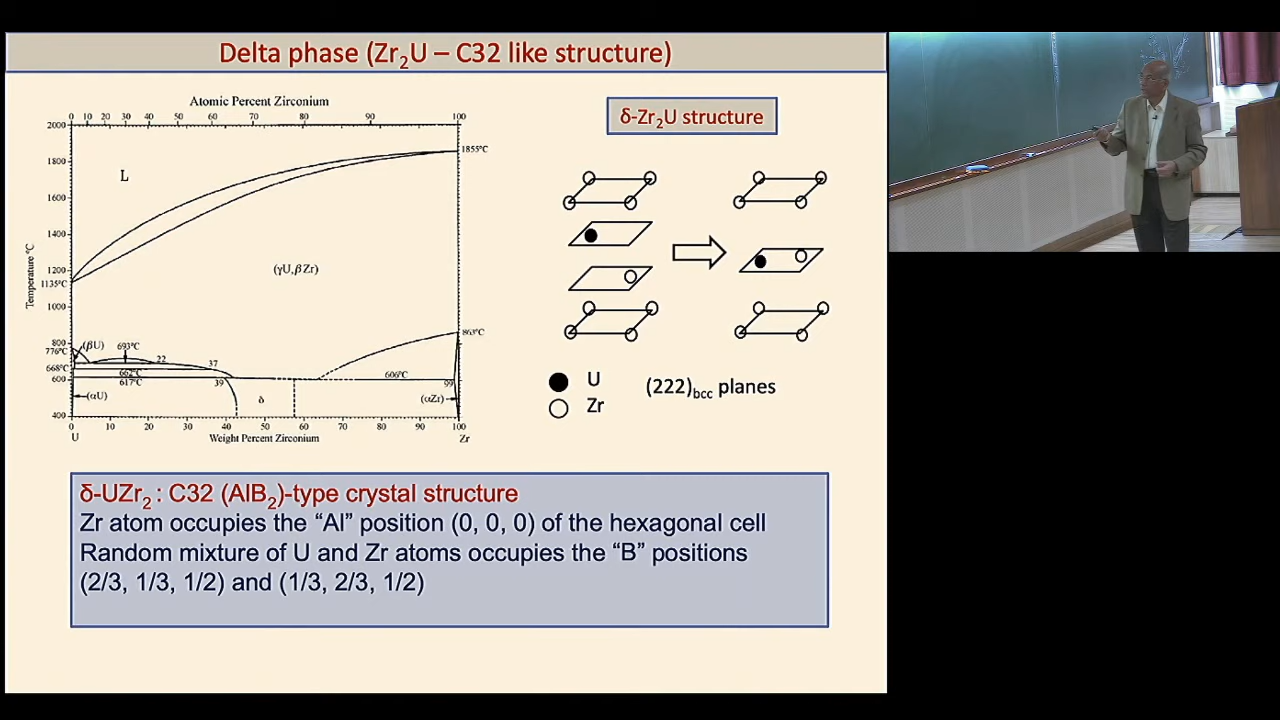 Delta phase (Zr2U – C32 like structure)
Atomic Percent Zirconium
0 10 20 30 40 50 60 70 80 90 100
2000
1800
1600
1400
1200
1135°C
1000
800
776°C
668°C
600
400
Temperature °C
L
1855°C
(γU,βZr)
863°C
(βU)
693°C
22
37
662°C
617°C
39
606°C
99
(αU)
δ
(αZr)
0 10 20 30 40 50 60 70 80 90 100
U Weight Percent Zirconium Zr
δ-Zr2U structure
U
Zr
(222)bcc planes
δ-UZr2 : C32 (AlB2)-type crystal structure
Zr atom occupies the “Al” position (0, 0, 0) of the hexagonal cell
Random mixture of U and Zr atoms occupies the “B” positions
(2/3, 1/3, 1/2) and (1/3, 2/3, 1/2)